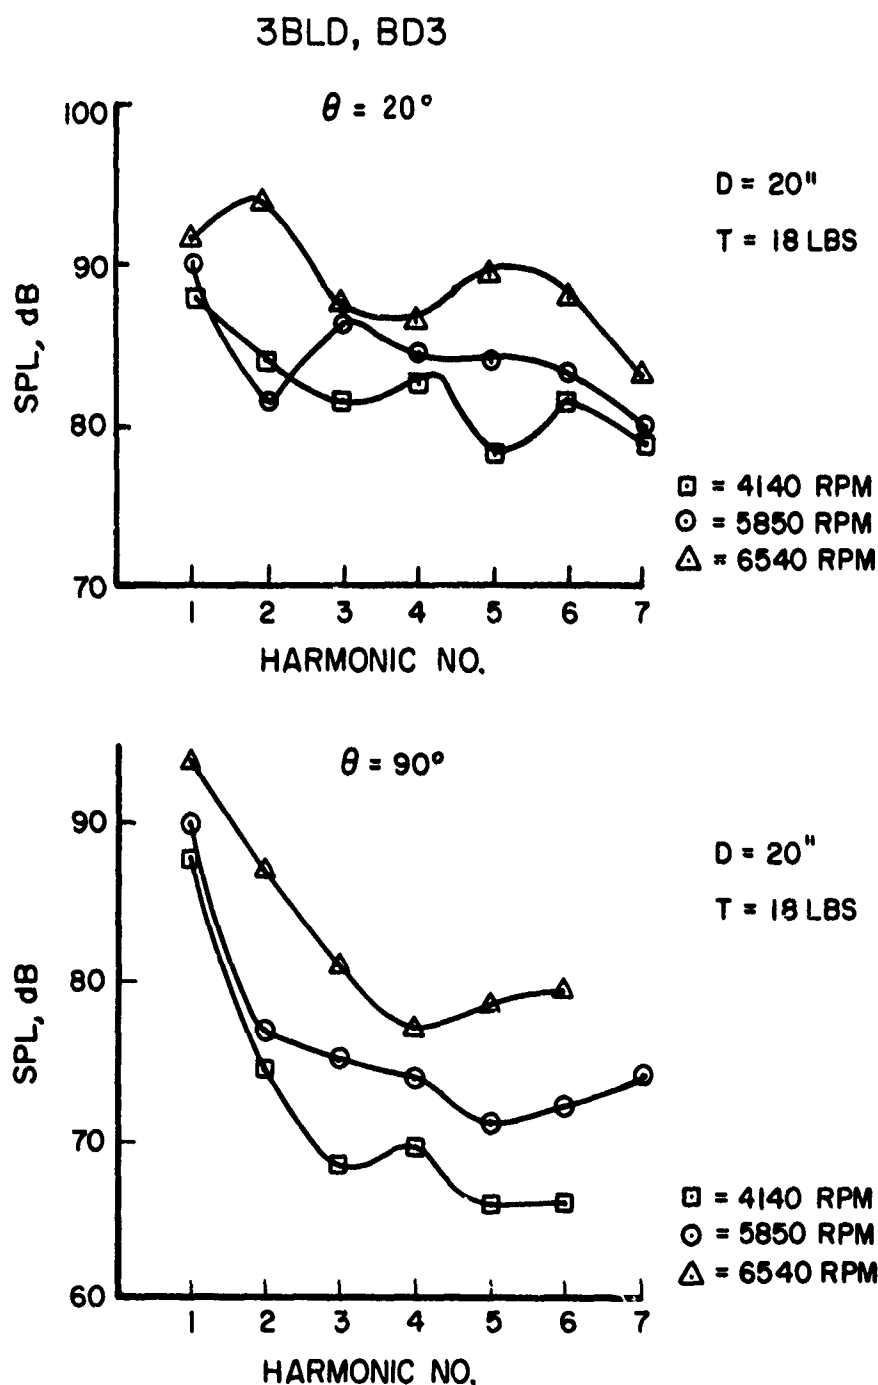 3BLD, BD3
θ = 20°
100
90
80
70
SPL, dB
D = 20"
T = 18 LBS
⊡ = 4140 RPM
⊙ = 5850 RPM
△ = 6540 RPM
1 2 3 4 5 6 7
HARMONIC NO.
θ = 90°
90
80
70
60
SPL, dB
D = 20"
T = 18 LBS
⊡ = 4140 RPM
⊙ = 5850 RPM
△ = 6540 RPM
1 2 3 4 5 6 7
HARMONIC NO.